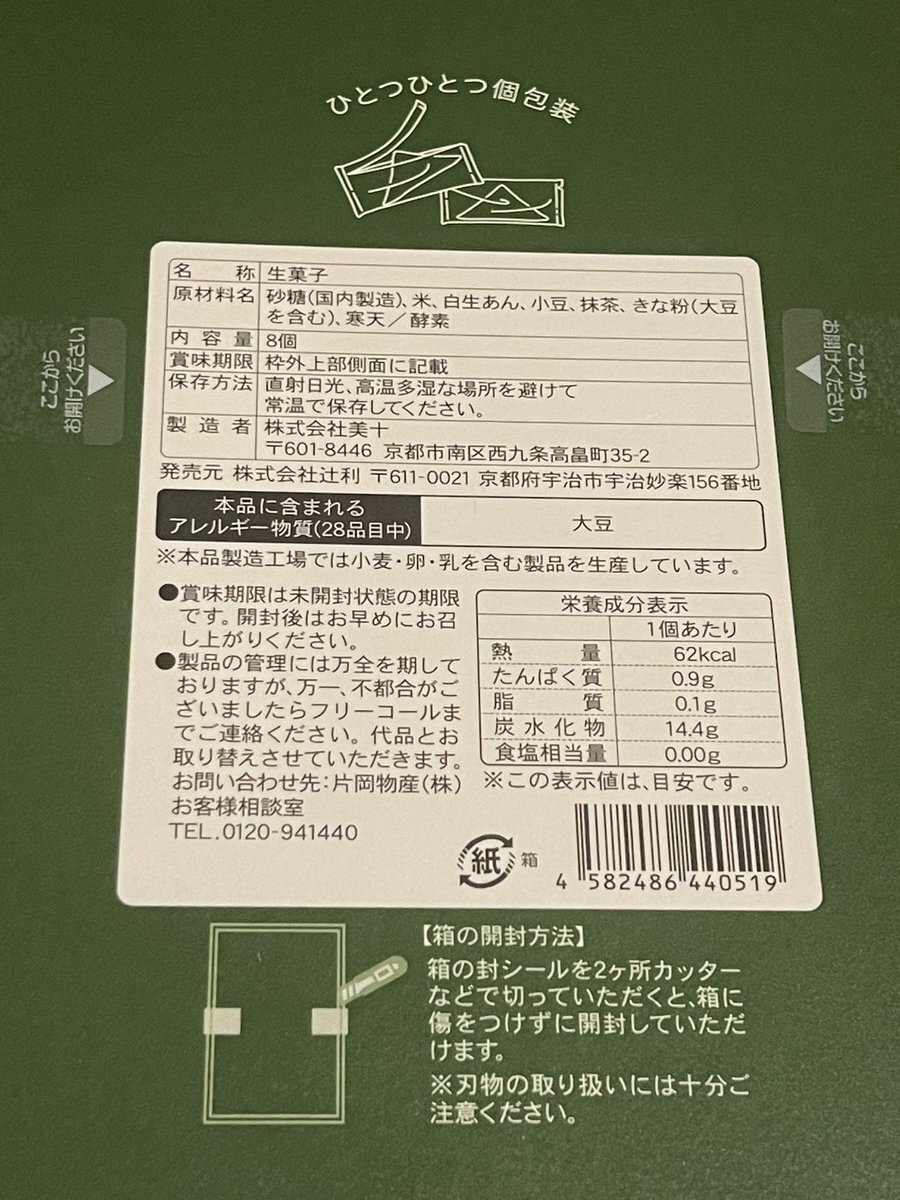 ひとつひとつ個包装
名称 生菓子
原材料名 砂糖(国内製造)、米、白生あん、小豆、抹茶、きな粉(大豆
を含む)、寒天／酵素
内容量 8個
賞味期限 枠外上部側面に記載
保存方法 直射日光、高温多湿な場所を避けて
常温で保存してください。
製造者 株式会社美十
〒601-8446 京都市南区西九条高畠町35-2
発売元 株式会社辻利 〒611-0021 京都府宇治市宇治妙楽156番地
本品に含まれる
アレルギー物質(28品目中)
大豆
※本品製造工場では小麦・卵・乳を含む製品を生産しています。
●賞味期限は未開封状態の期限
です。開封後はお早めにお召
し上がりください。
●製品の管理には万全を期して
おりますが、万一、不都合がご
ざいましたらフリーコールま
でご連絡ください。代品とお
取り替えさせていただきます。
お問い合わせ先:片岡物産(株)
お客様相談室
TEL.0120-941440
栄養成分表示
1個あたり
熱量 62kcal
たんぱく質 0.9g
脂質 0.1g
炭水化物 14.4g
食塩相当量 0.00g
※この表示値は、目安です。
紙 箱
4 582486 440519
ここから
お開けください
ここから
お開けください
【箱の開封方法】
箱の封シールを2ヶ所カッター
などで切っていただくと、箱に
傷をつけずに開封していただ
けます。
※刃物の取り扱いには十分ご
注意ください。